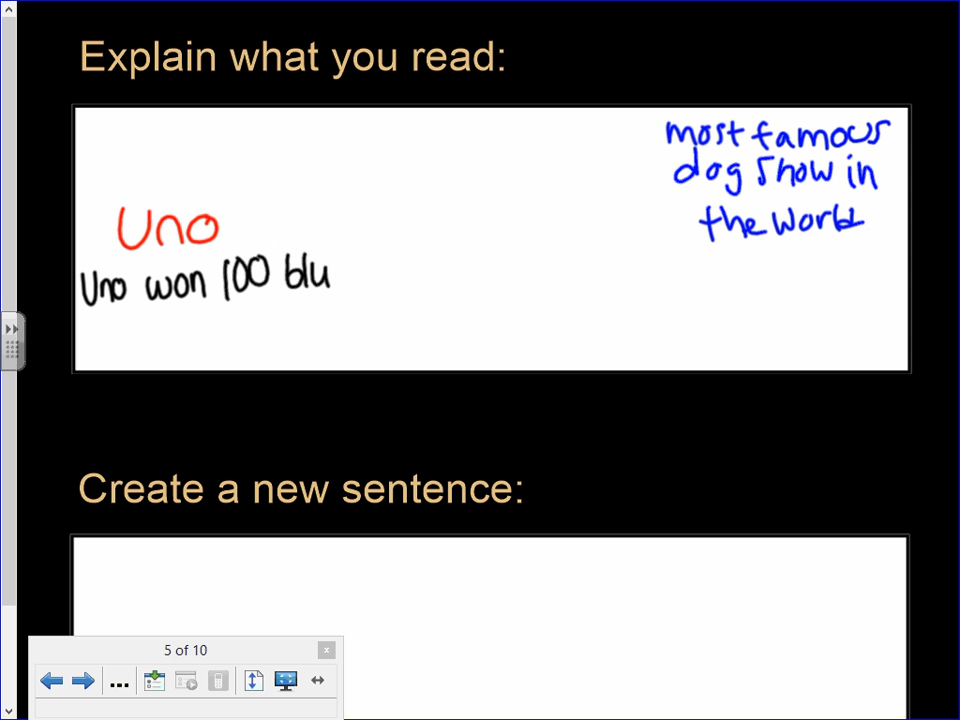 Explain what you read:
most famous
dog show in
the world
Uno
Uno won 100 blu
Create a new sentence:
5 of 10